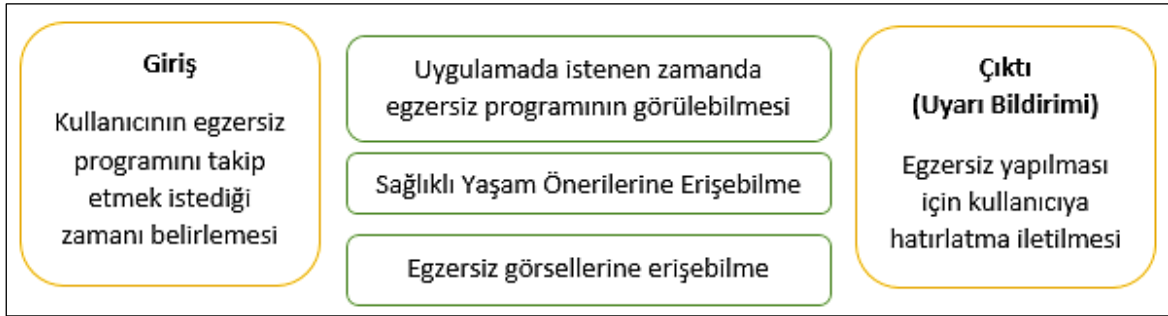 Giriş
Kullanıcının egzersiz
programını takip
etmek istediği
zamanı belirlemesi
Uygulamada istenen zamanda
egzersiz programının görülebilmesi
Sağlıklı Yaşam Önerilerine Erişebilme
Egzersiz görsellerine erişebilme
Çıktı
(Uyarı Bildirimi)
Egzersiz yapılması
için kullanıcıya
hatırlatma iletilmesi